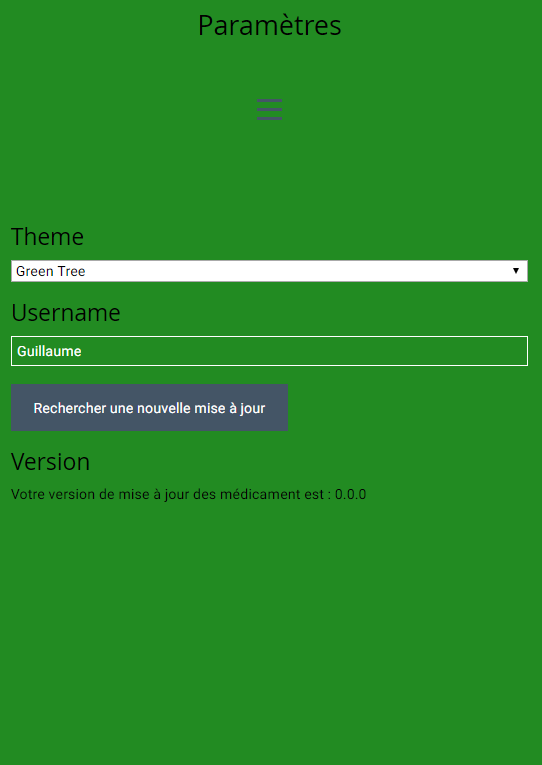 Paramètres
Theme
Green Tree
Username
Guillaume
Rechercher une nouvelle mise à jour
Version
Votre version de mise à jour des médicament est : 0.0.0